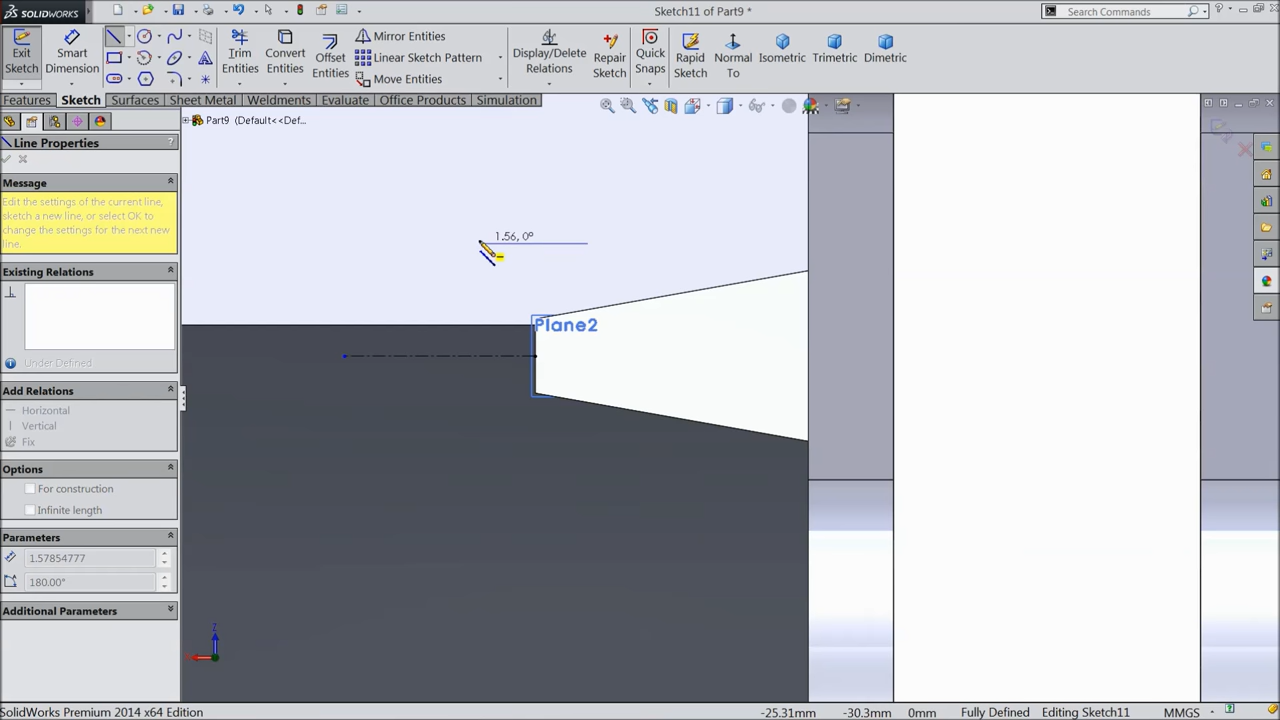 SOLIDWORKS
Sketch11 of Part9 *
Search Commands
Exit Sketch
Smart Dimension
Trim Entities
Convert Entities
Offset Entities
Mirror Entities
Linear Sketch Pattern
Move Entities
Display/Delete Relations
Repair Sketch
Quick Snaps
Rapid Sketch
Normal To
Isometric
Trimetric
Dimetric
Features
Sketch
Surfaces
Sheet Metal
Weldments
Evaluate
Office Products
Simulation
Part9 (Default<<Def...
Line Properties
?
Message
Edit the settings of the current line,
sketch a new line, or select OK to
change the settings for the next new
line.
Existing Relations
Under Defined
Add Relations
Horizontal
Vertical
Fix
Options
For construction
Infinite length
Parameters
1.57854777
180.00°
Additional Parameters
1.56, 0°
Plane2
Z
SolidWorks Premium 2014 x64 Edition
-25.31mm
-30.3mm
0mm
Fully Defined
Editing Sketch11
MMGS